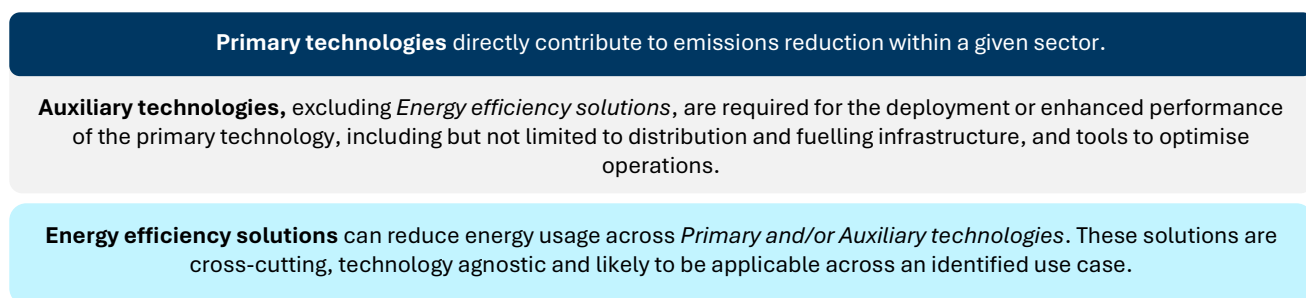 Primary technologies directly contribute to emissions reduction within a given sector.
Auxiliary technologies, excluding Energy efficiency solutions, are required for the deployment or enhanced performance
of the primary technology, including but not limited to distribution and fuelling infrastructure, and tools to optimise
operations.
Energy efficiency solutions can reduce energy usage across Primary and/or Auxiliary technologies. These solutions are
cross-cutting, technology agnostic and likely to be applicable across an identified use case.